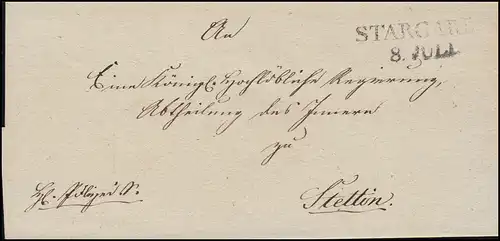 STARGARD
8. JULI
An
Eine Königl. Hochlöbliche Regierung,
Abtheilung des Innern
zu
Stettin.